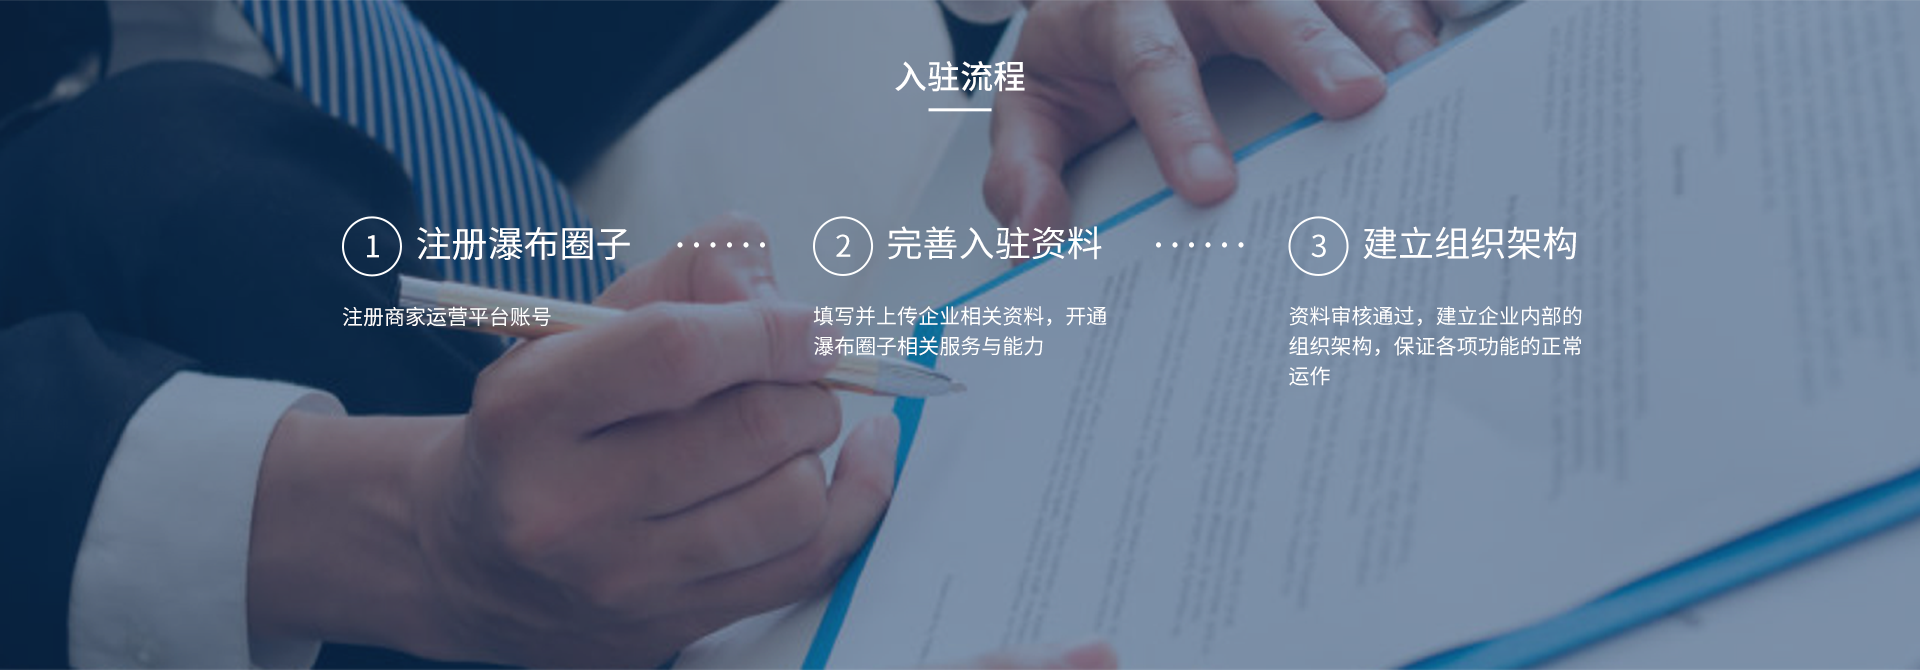 入驻流程
1 注册瀑布圈子 ······ 2 完善入驻资料 ······ 3 建立组织架构
注册商家运营平台账号
填写并上传企业相关资料，开通
瀑布圈子相关服务与能力
资料审核通过，建立企业内部的
组织架构，保证各项功能的正常
运作